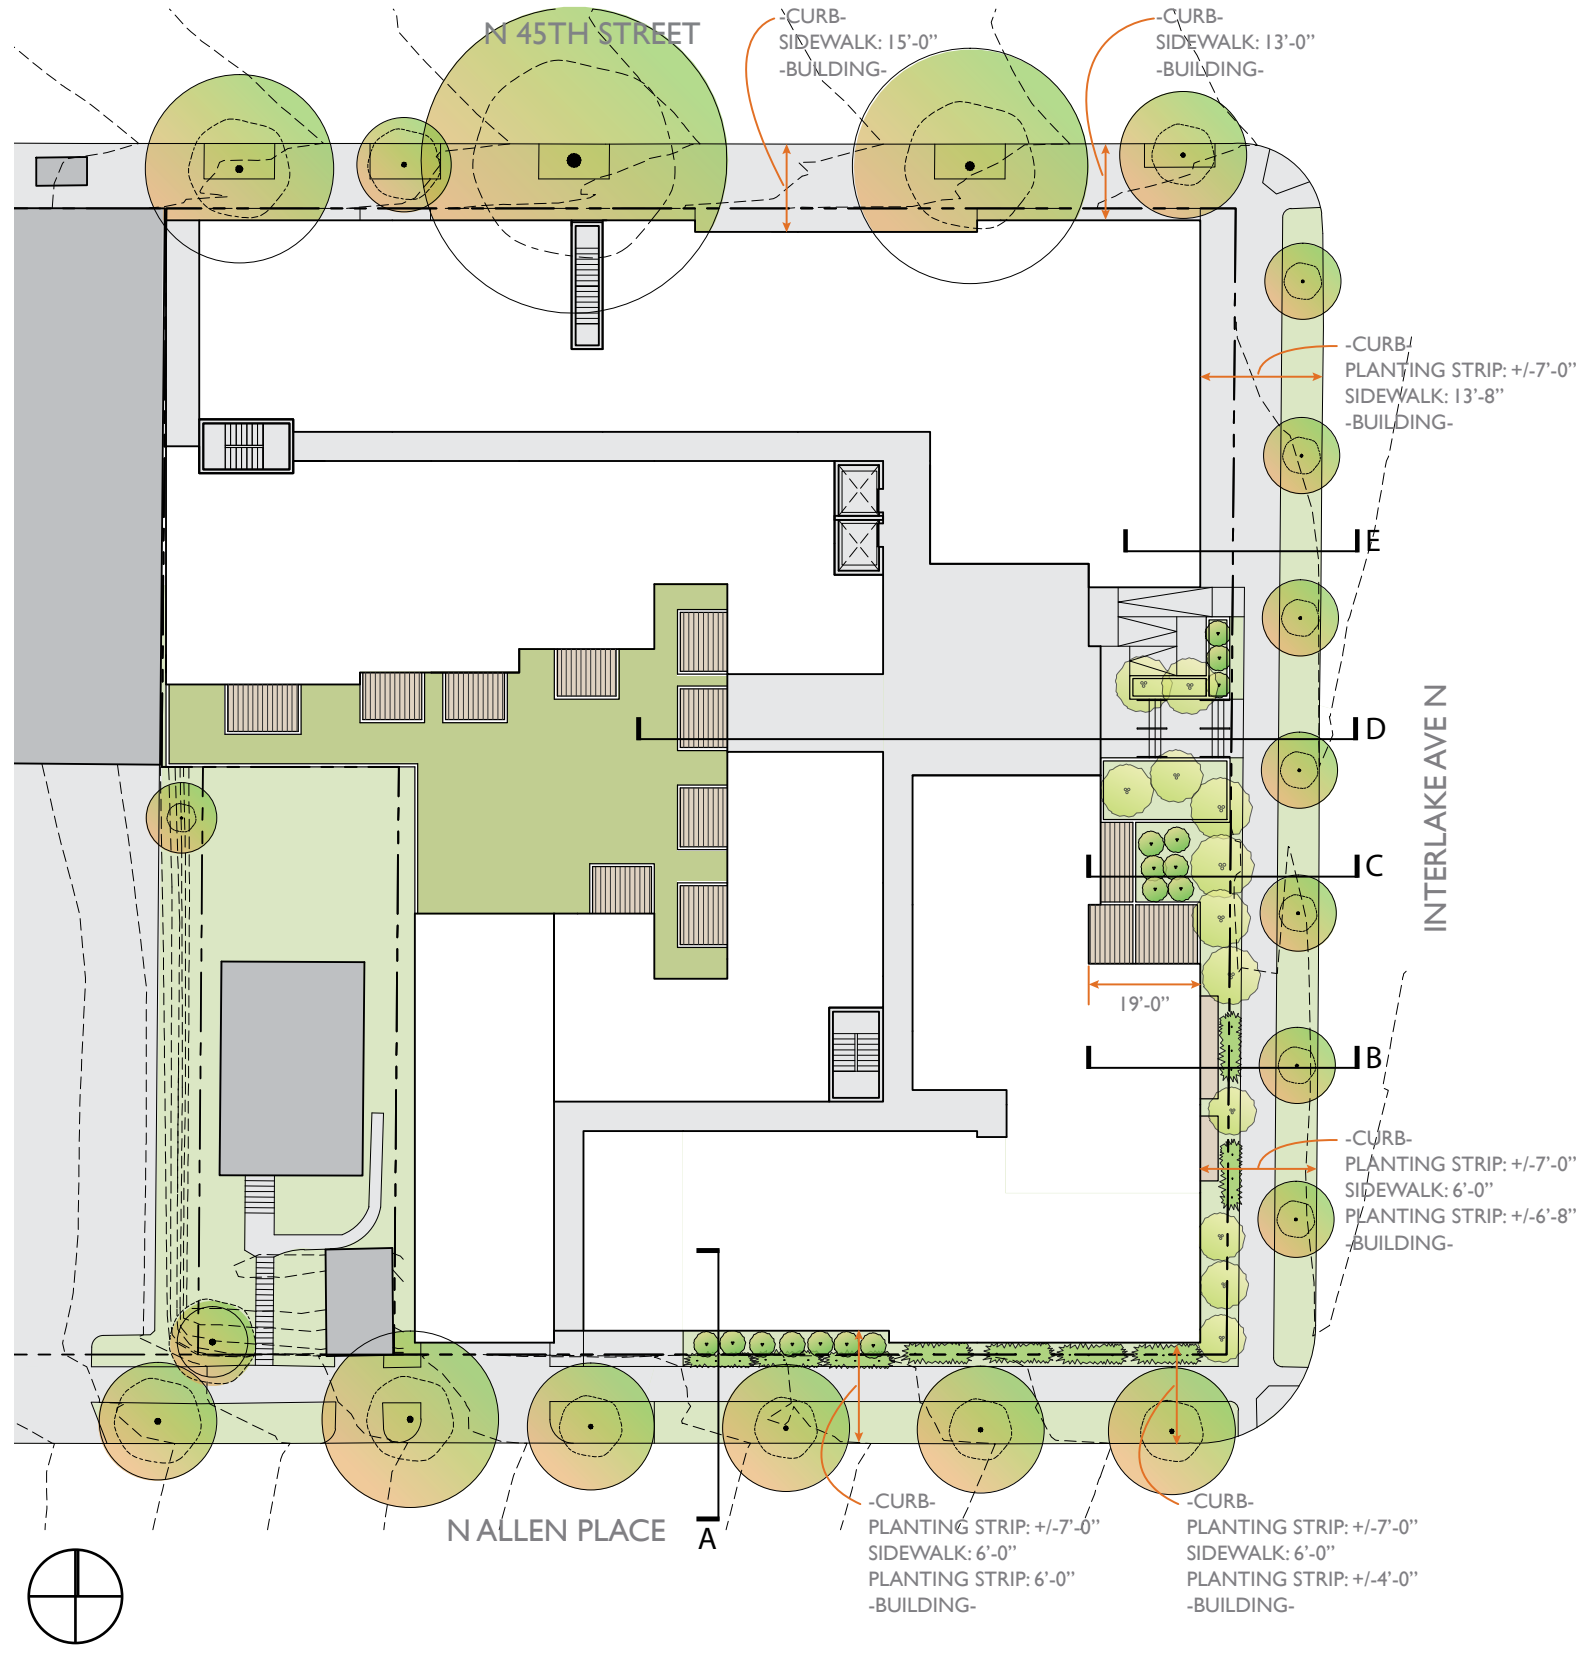 N 45TH STREET
-CURB-
SIDEWALK: 15’-0”
-BUILDING-
-CURB-
SIDEWALK: 13’-0”
-BUILDING-
-CURB-
PLANTING STRIP: +/-7’-0”
SIDEWALK: 13’-8”
-BUILDING-
E
D
INTERLAKE AVE N
C
19’-0”
B
-CURB-
PLANTING STRIP: +/-7’-0”
SIDEWALK: 6’-0”
PLANTING STRIP: +/-6’-8”
-BUILDING-
N ALLEN PLACE
A
-CURB-
PLANTING STRIP: +/-7’-0”
SIDEWALK: 6’-0”
PLANTING STRIP: 6’-0”
-BUILDING-
-CURB-
PLANTING STRIP: +/-7’-0”
SIDEWALK: 6’-0”
PLANTING STRIP: +/-4’-0”
-BUILDING-